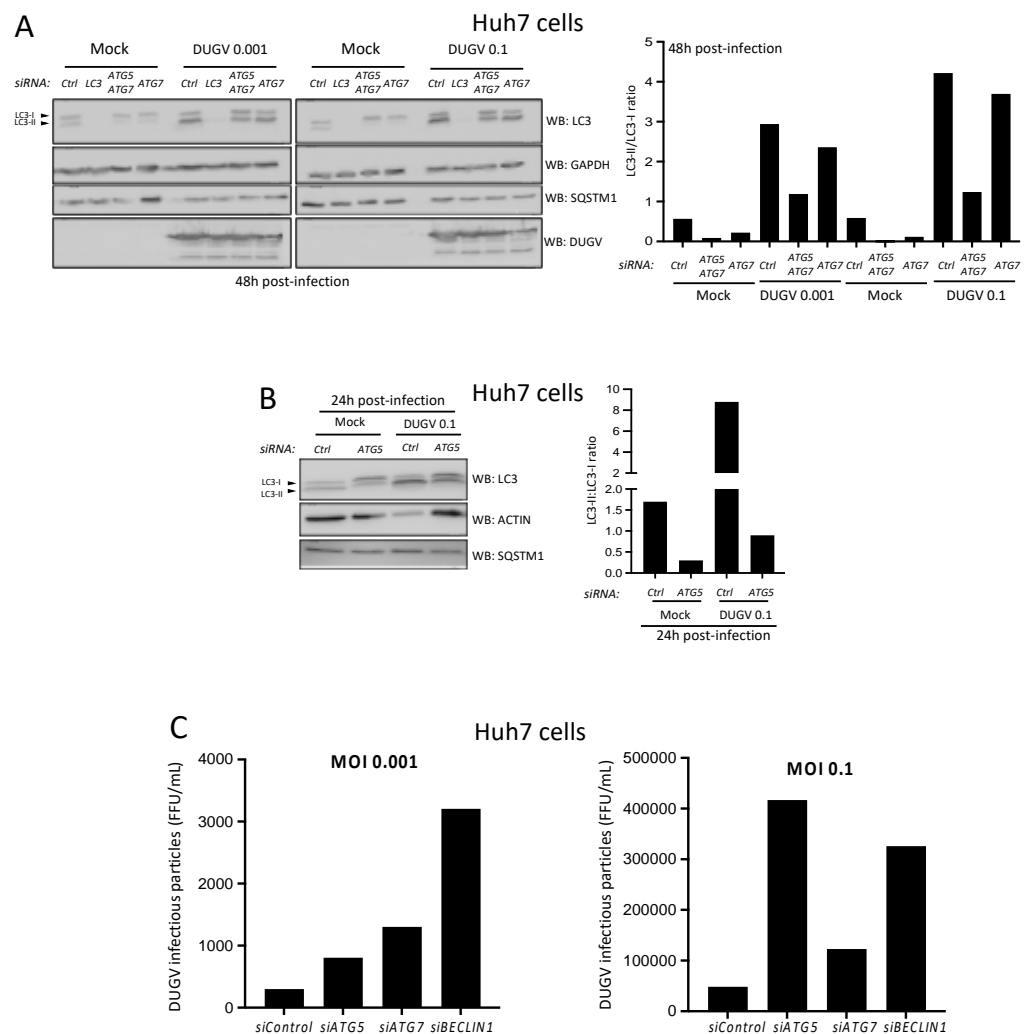 A
Huh7 cells
Mock
DUGV 0.001
Mock
DUGV 0.1
siRNA: Ctrl LC3 ATG5 ATG7 ATG7 Ctrl LC3 ATG5 ATG7 ATG7 Ctrl LC3 ATG5 ATG7 ATG7 Ctrl LC3 ATG5 ATG7 ATG7
LC3-I
LC3-II
WB: LC3
WB: GAPDH
WB: SQSTM1
WB: DUGV
48h post-infection
48h post-infection
LC3-II/LC3-I ratio
5
4
3
2
1
0
siRNA: Ctrl ATG5 ATG7 ATG7 Ctrl ATG5 ATG7 ATG7 Ctrl ATG5 ATG7 ATG7 Ctrl ATG5 ATG7 ATG7
Mock DUGV 0.001 Mock DUGV 0.1
B
Huh7 cells
24h post-infection
Mock DUGV 0.1
siRNA: Ctrl ATG5 Ctrl ATG5
LC3-I
LC3-II
WB: LC3
WB: ACTIN
WB: SQSTM1
LC3-II:LC3-I ratio
10
8
6
4
2
2.0
1.5
1.0
0.5
0.0
siRNA: Ctrl ATG5 Ctrl ATG5
Mock DUGV 0.1
24h post-infection
C
Huh7 cells
MOI 0.001
DUGV infectious particles (FFU/mL)
4000
3000
2000
1000
0
siControl siATG5 siATG7 siBECLIN1
MOI 0.1
DUGV infectious particles (FFU/mL)
500000
400000
300000
200000
100000
0
siControl siATG5 siATG7 siBECLIN1